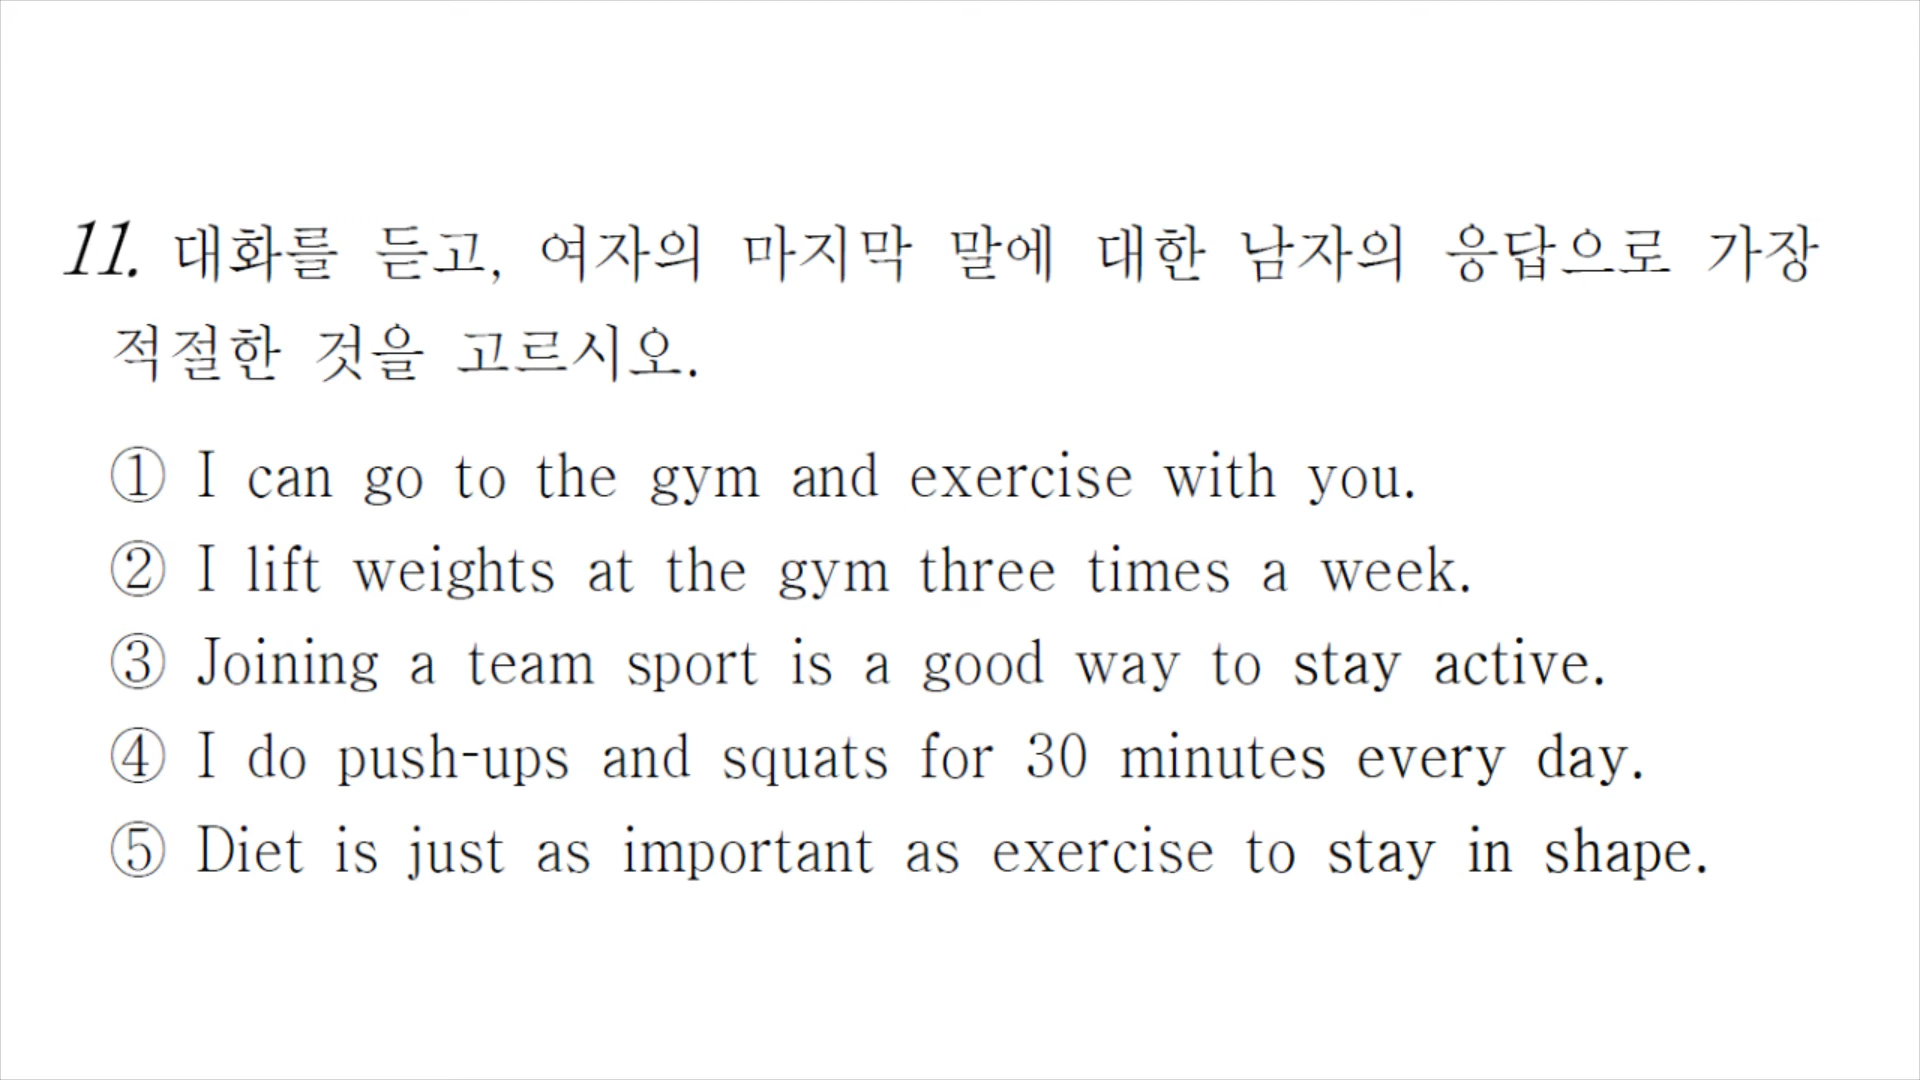 11. 대화를 듣고, 여자의 마지막 말에 대한 남자의 응답으로 가장
적절한 것을 고르시오.
① I can go to the gym and exercise with you.
② I lift weights at the gym three times a week.
③ Joining a team sport is a good way to stay active.
④ I do push-ups and squats for 30 minutes every day.
⑤ Diet is just as important as exercise to stay in shape.